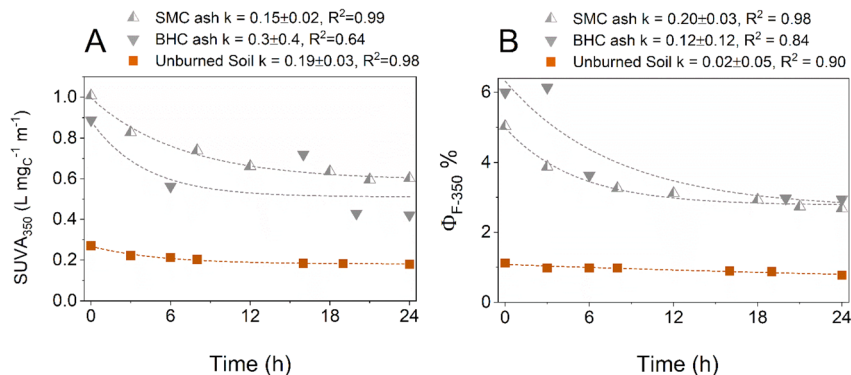 A
SMC ash k = 0.15±0.02, R²=0.99
BHC ash k = 0.3±0.4, R²=0.64
Unburned Soil k = 0.19±0.03, R²=0.98
SUVA₃₅₀ (L mg_C⁻¹ m⁻¹)
1.0
0.8
0.6
0.4
0.2
0.0
0 6 12 18 24
Time (h)
B
SMC ash k = 0.20±0.03, R² = 0.98
BHC ash k = 0.12±0.12, R² = 0.84
Unburned Soil k = 0.02±0.05, R² = 0.90
Φ_F-350 %
6
4
2
0
0 6 12 18 24
Time (h)